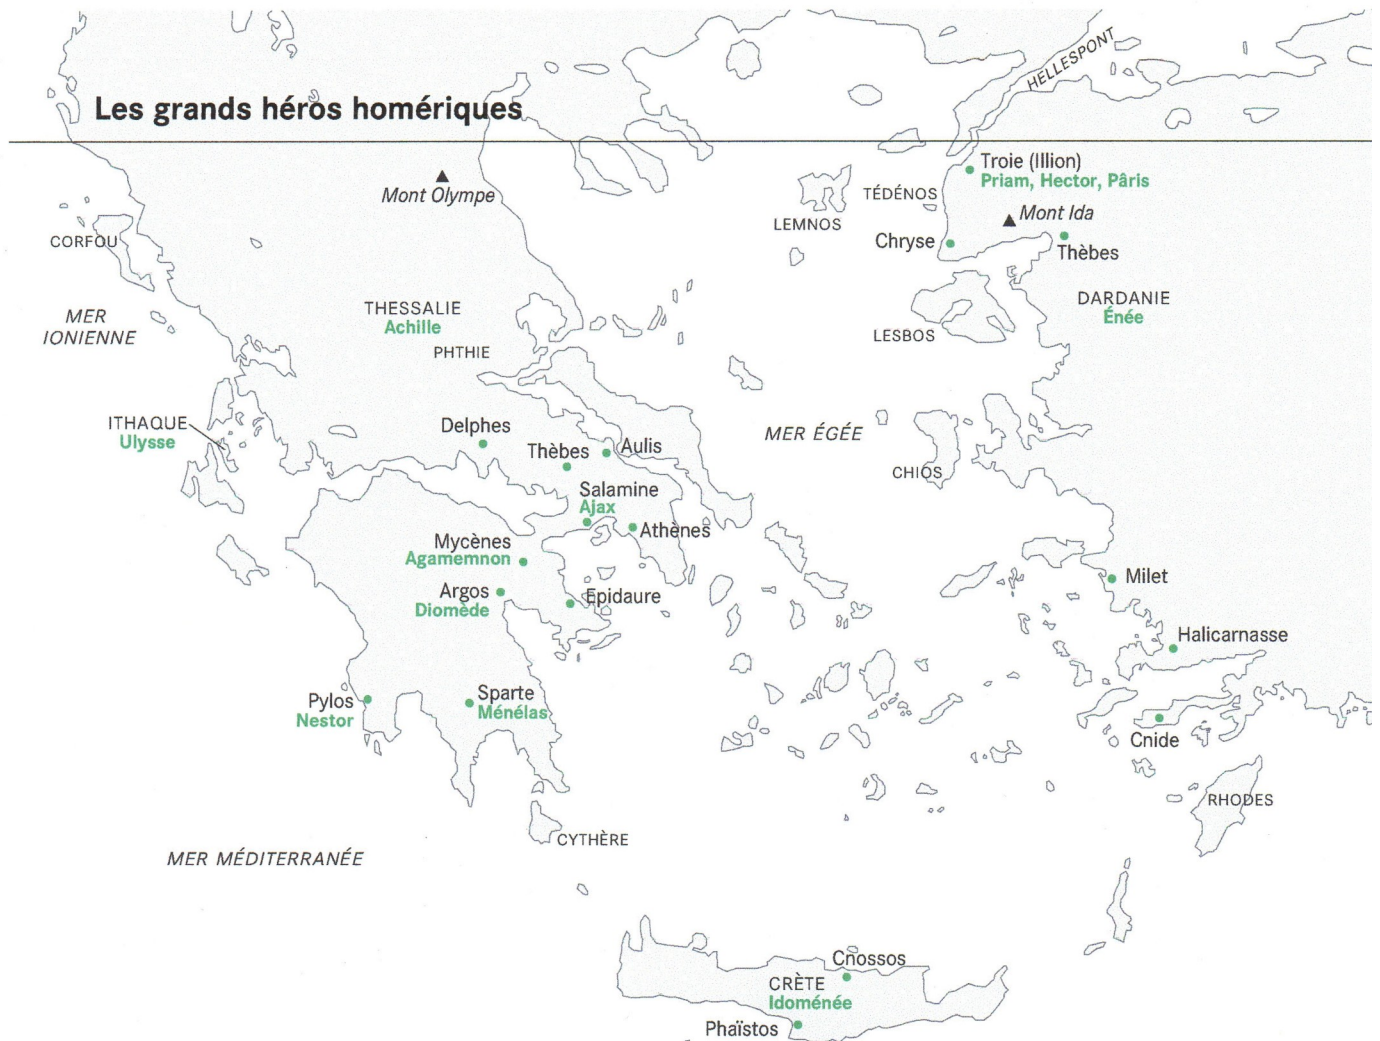 HELLESPONT
Les grands héros homériques
Troie (Illion)
Priam, Hector, Pâris
Mont Olympe
TÉDÉNOS
LEMNOS
Mont Ida
CORFOU
Chryse
Thèbes
THESSALIE
Achille
DARDANIE
Énée
MER
IONIENNE
LESBOS
PHTHIE
ITHAQUE
Ulysse
Delphes
Thèbes
Aulis
MER ÉGÉE
CHIOS
Salamine
Ajax
Athènes
Mycènes
Agamemnon
Argos
Diomède
Epidaure
Milet
Halicarnasse
Pylos
Nestor
Sparte
Ménélas
Cnide
RHODES
CYTHÈRE
MER MÉDITERRANÉE
Cnossos
CRÈTE
Idoménée
Phaïstos